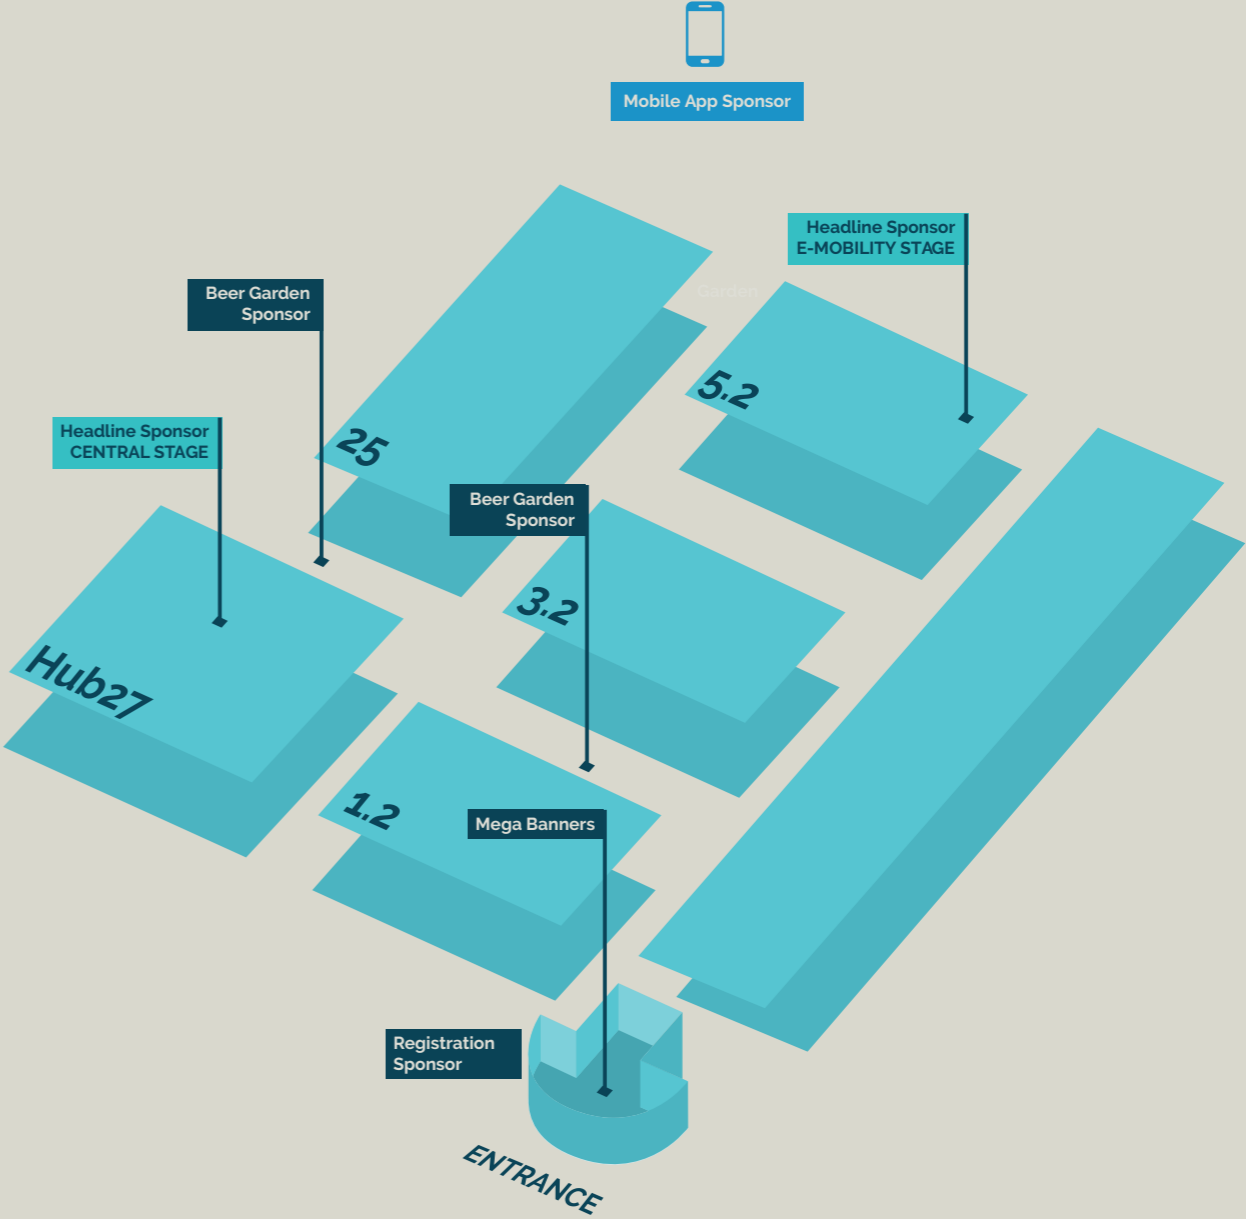 Mobile App Sponsor
Headline Sponsor
E-MOBILITY STAGE
Garden
Beer Garden
Sponsor
5.2
Headline Sponsor
CENTRAL STAGE
25
Beer Garden
Sponsor
3.2
Hub27
1.2
Mega Banners
Registration
Sponsor
ENTRANCE